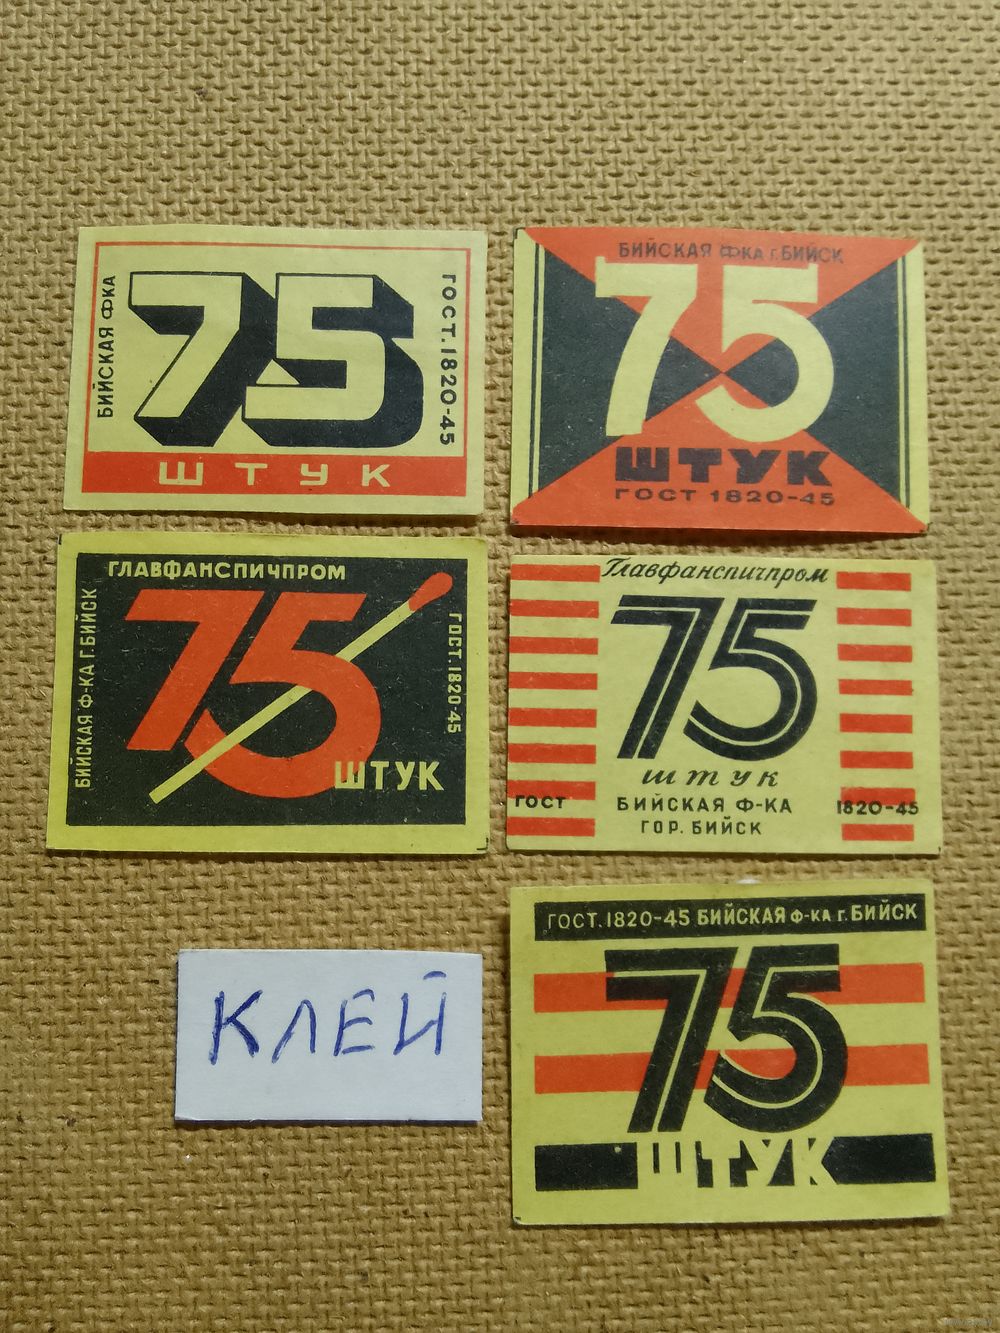 БИЙСКАЯ Ф-КА
75
ГОСТ. 1820-45
ШТУК
БИЙСКАЯ Ф-КА г. БИЙСК
75
ШТУК
ГОСТ 1820-45
ГЛАВФАНСПИЧПРОМ
БИЙСКАЯ Ф-КА Г. БИЙСК
75
ГОСТ. 1820-45
ШТУК
Главфанспичпром
75
штук
ГОСТ БИЙСКАЯ Ф-КА 1820-45
ГОР. БИЙСК
ГОСТ. 1820-45 БИЙСКАЯ Ф-КА Г. БИЙСК
75
ШТУК
КЛЕЙ